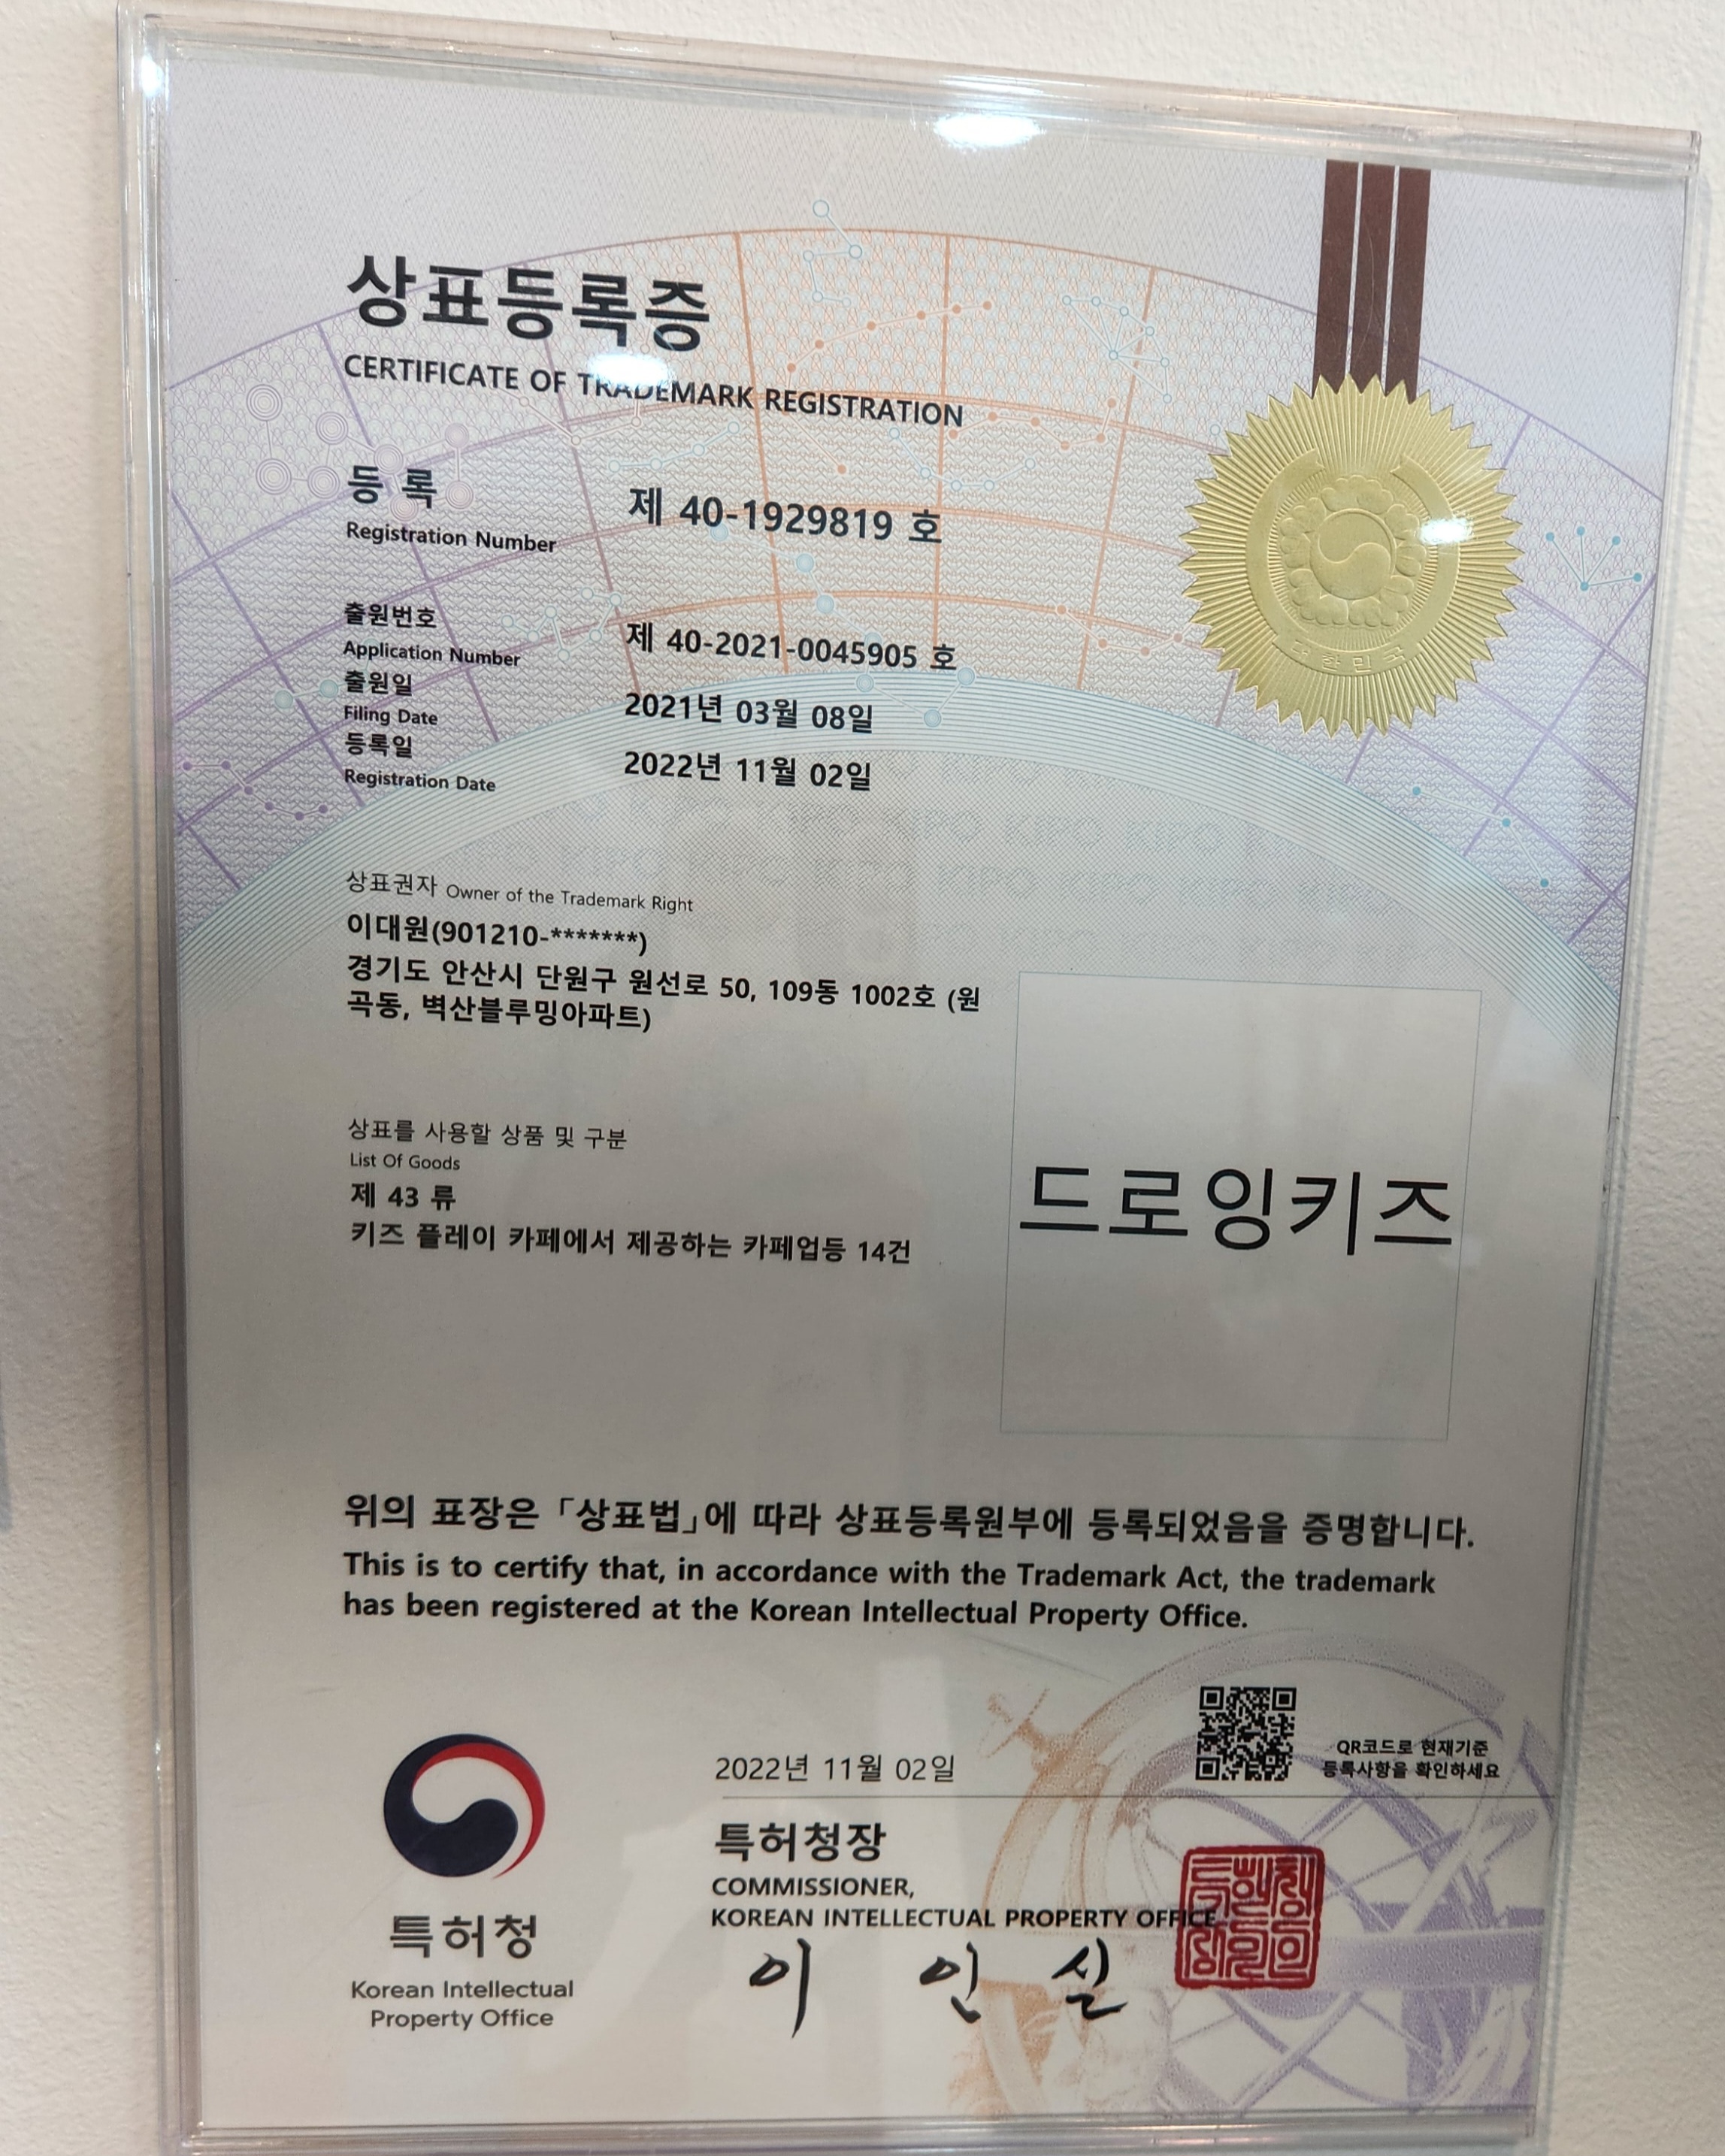 상표등록증
CERTIFICATE OF TRADEMARK REGISTRATION
등 록 제 40-1929819 호
Registration Number
출원번호 제 40-2021-0045905 호
Application Number
출원일 2021년 03월 08일
Filing Date
등록일 2022년 11월 02일
Registration Date
KIPO KIPO KIPO
상표권자 Owner of the Trademark Right
이대원(901210-*******)
경기도 안산시 단원구 원선로 50, 109동 1002호 (원
곡동, 벽산블루밍아파트)
상표를 사용할 상품 및 구분
List Of Goods
제 43 류
키즈 플레이 카페에서 제공하는 카페업등 14건
드로잉키즈
위의 표장은 「상표법」에 따라 상표등록원부에 등록되었음을 증명합니다.
This is to certify that, in accordance with the Trademark Act, the trademark
has been registered at the Korean Intellectual Property Office.
2022년 11월 02일
QR코드로 현재기준
등록사항을 확인하세요
특허청장
COMMISSIONER,
KOREAN INTELLECTUAL PROPERTY OFFICE
이 인 실
특허청
Korean Intellectual
Property Office